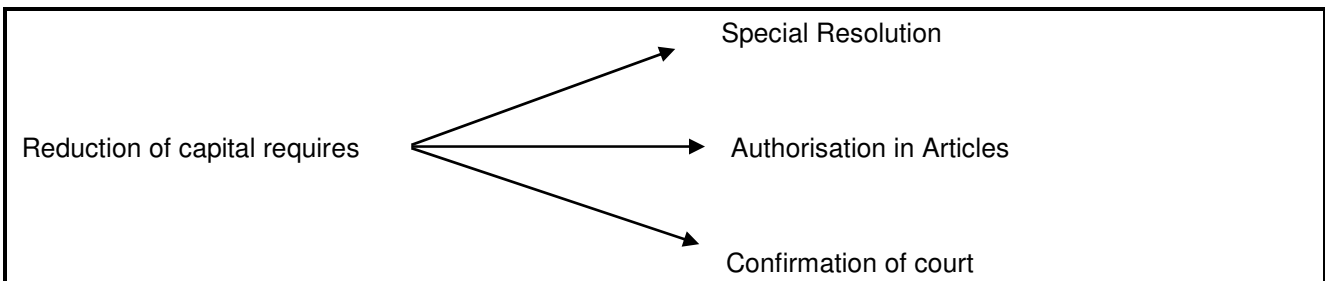 Special Resolution
Reduction of capital requires
Authorisation in Articles
Confirmation of court